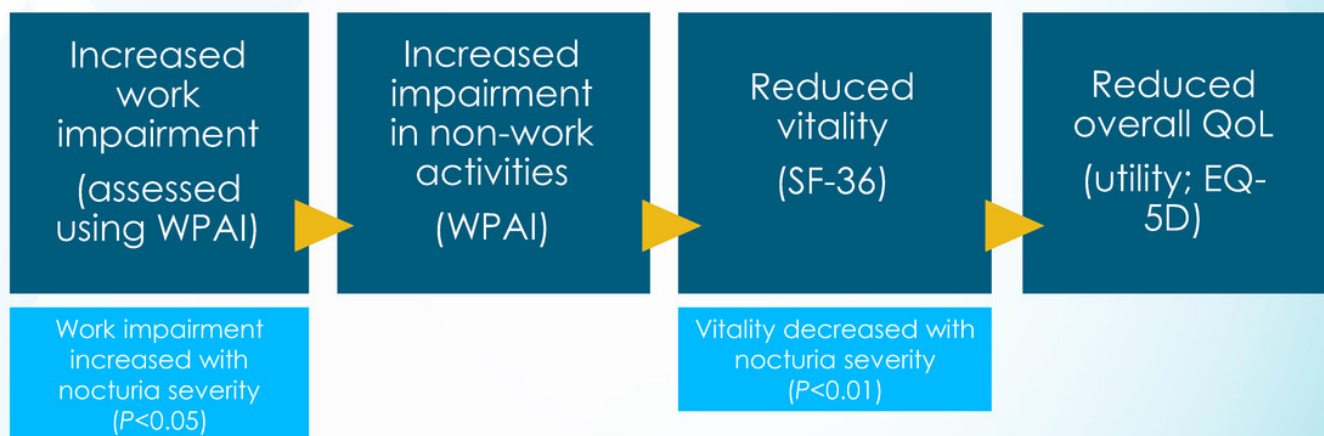 Increased
work
impairment
(assessed
using WPAI)
Increased
impairment
in non-work
activities
(WPAI)
Reduced
vitality
(SF-36)
Reduced
overall QoL
(utility; EQ-
5D)
Work impairment
increased with
nocturia severity
(P<0.05)
Vitality decreased with
nocturia severity
(P<0.01)